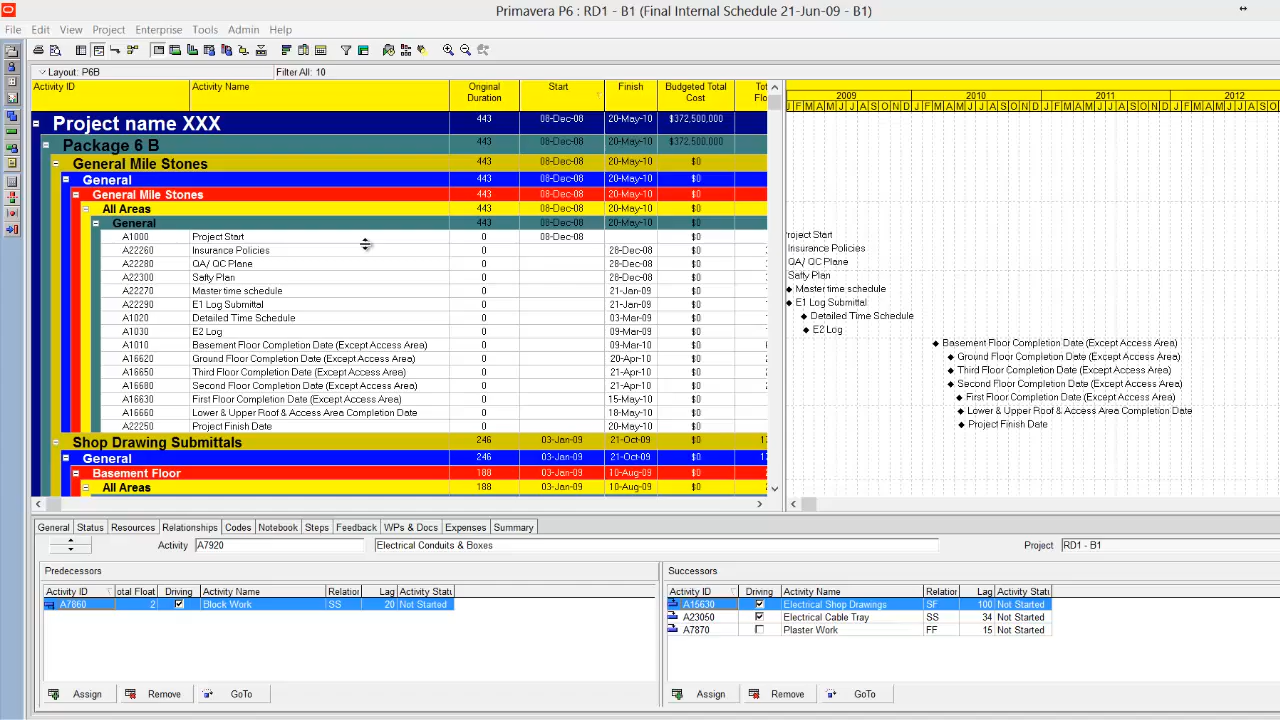 Primavera P6 : RD1 - B1 (Final Internal Schedule 21-Jun-09 - B1)
File Edit View Project Enterprise Tools Admin Help
Layout: P6B Filter All: 10
Activity ID Activity Name Original Duration Start Finish Budgeted Total Cost
2009 2010 2011 2012
Project name XXX 443 08-Dec-08 20-May-10 $372,500,000
Package 6 B 443 08-Dec-08 20-May-10 $372,500,000
General Mile Stones 443 08-Dec-08 20-May-10 $0
General 443 08-Dec-08 20-May-10 $0
General Mile Stones 443 08-Dec-08 20-May-10 $0
All Areas 443 08-Dec-08 20-May-10 $0
General 443 08-Dec-08 20-May-10 $0
A1000 Project Start 0 08-Dec-08 $0 Project Start
A22260 Insurance Policies 0 28-Dec-08 $0 Insurance Policies
A22280 QA/ QC Plane 0 28-Dec-08 $0 QA/ QC Plane
A22300 Safty Plan 0 28-Dec-08 $0 Safty Plan
A22270 Master time schedule 0 21-Jan-09 $0 Master time schedule
A22290 E1 Log Submittal 0 21-Jan-09 $0 E1 Log Submittal
A1020 Detailed Time Schedule 0 03-Mar-09 $0 Detailed Time Schedule
A1030 E2 Log 0 09-Mar-09 $0 E2 Log
A1010 Basement Floor Completion Date (Except Access Area) 0 09-Mar-10 $0 Basement Floor Completion Date (Except Access Area)
A16620 Ground Floor Completion Date (Except Access Area) 0 20-Apr-10 $0 Ground Floor Completion Date (Except Access Area)
A16650 Third Floor Completion Date (Except Access Area) 0 21-Apr-10 $0 Third Floor Completion Date (Except Access Area)
A16680 Second Floor Completion Date (Except Access Area) 0 21-Apr-10 $0 Second Floor Completion Date (Except Access Area)
A16630 First Floor Completion Date (Except Access Area) 0 15-May-10 $0 First Floor Completion Date (Except Access Area)
A16660 Lower & Upper Roof & Access Area Completion Date 0 18-May-10 $0 Lower & Upper Roof & Access Area Completion Date
A22250 Project Finish Date 0 20-May-10 $0 Project Finish Date
Shop Drawing Submittals 246 03-Jan-09 21-Oct-09 $0
General 246 03-Jan-09 21-Oct-09 $0
Basement Floor 188 03-Jan-09 10-Aug-09 $0
All Areas 188 03-Jan-09 10-Aug-09 $0
General Status Resources Relationships Codes Notebook Steps Feedback WPs & Docs Expenses Summary
Activity A7920 Electrical Conduits & Boxes Project RD1 - B1
Predecessors Successors
Activity ID otal Float Driving Activity Name Relation Lag Activity Statu Activity ID Driving Activity Name Relation Lag Activity Statu
A7860 2 Block Work SS 20 Not Started A15630 Electrical Shop Drawings SF 100 Not Started
A23050 Electrical Cable Tray SS 34 Not Started
A7870 Plaster Work FF 15 Not Started
Assign Remove GoTo Assign Remove GoTo